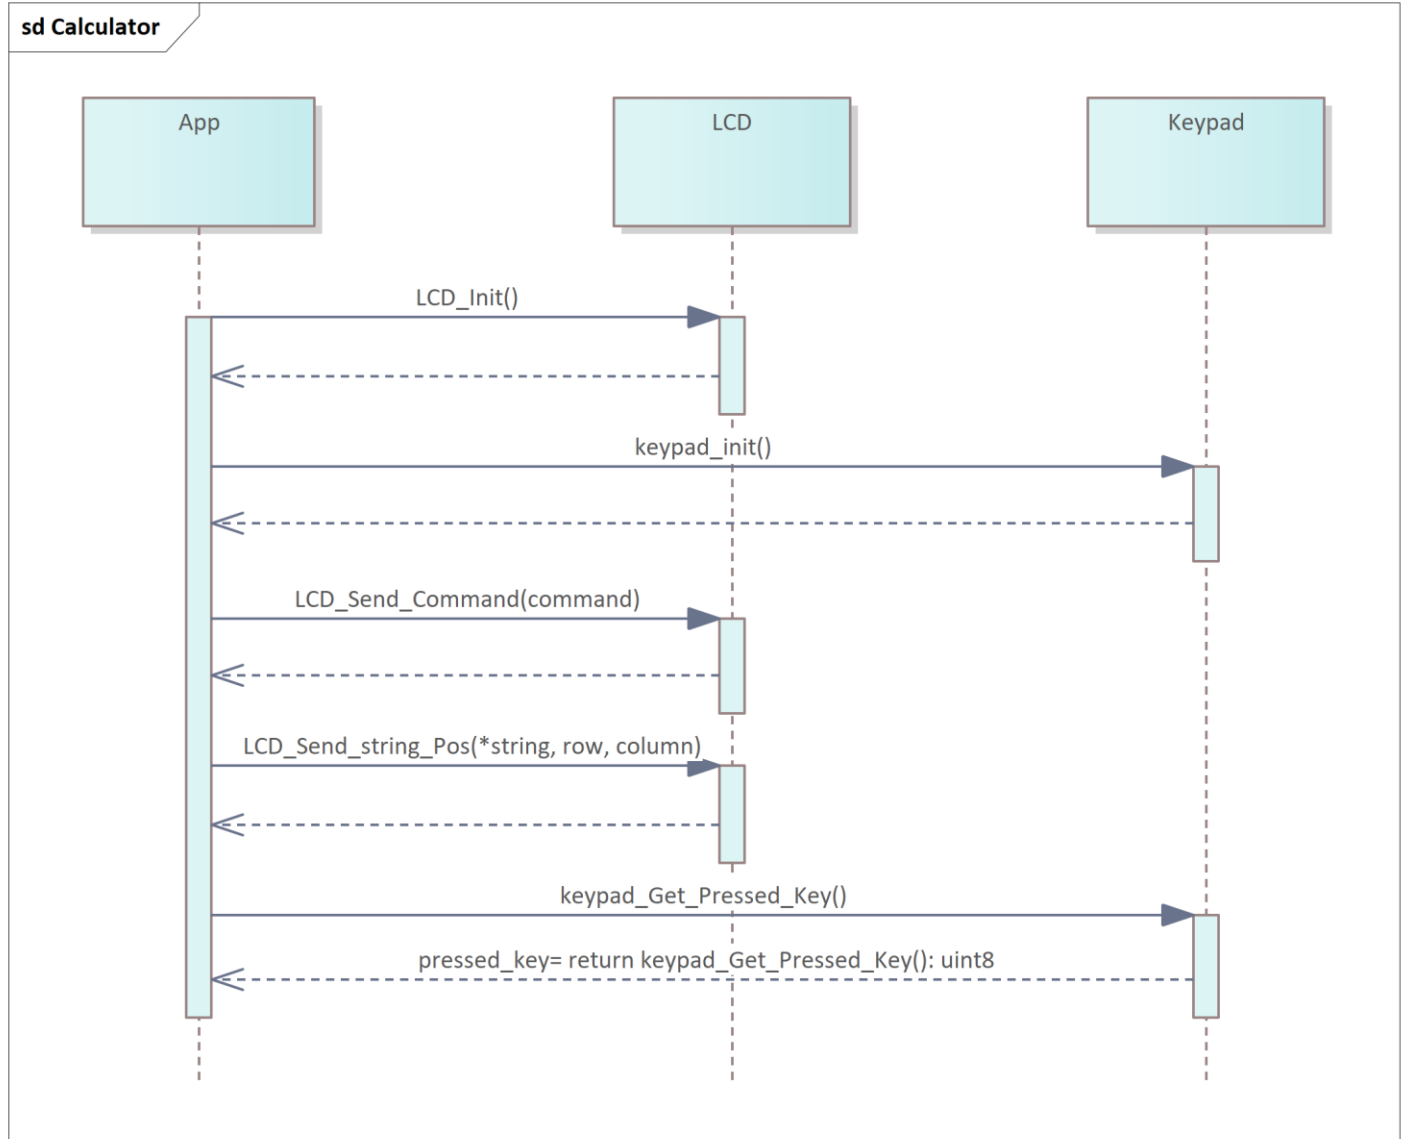 sd Calculator
App
LCD
Keypad
LCD_Init()
keypad_init()
LCD_Send_Command(command)
LCD_Send_string_Pos(*string, row, column)
keypad_Get_Pressed_Key()
pressed_key= return keypad_Get_Pressed_Key(): uint8